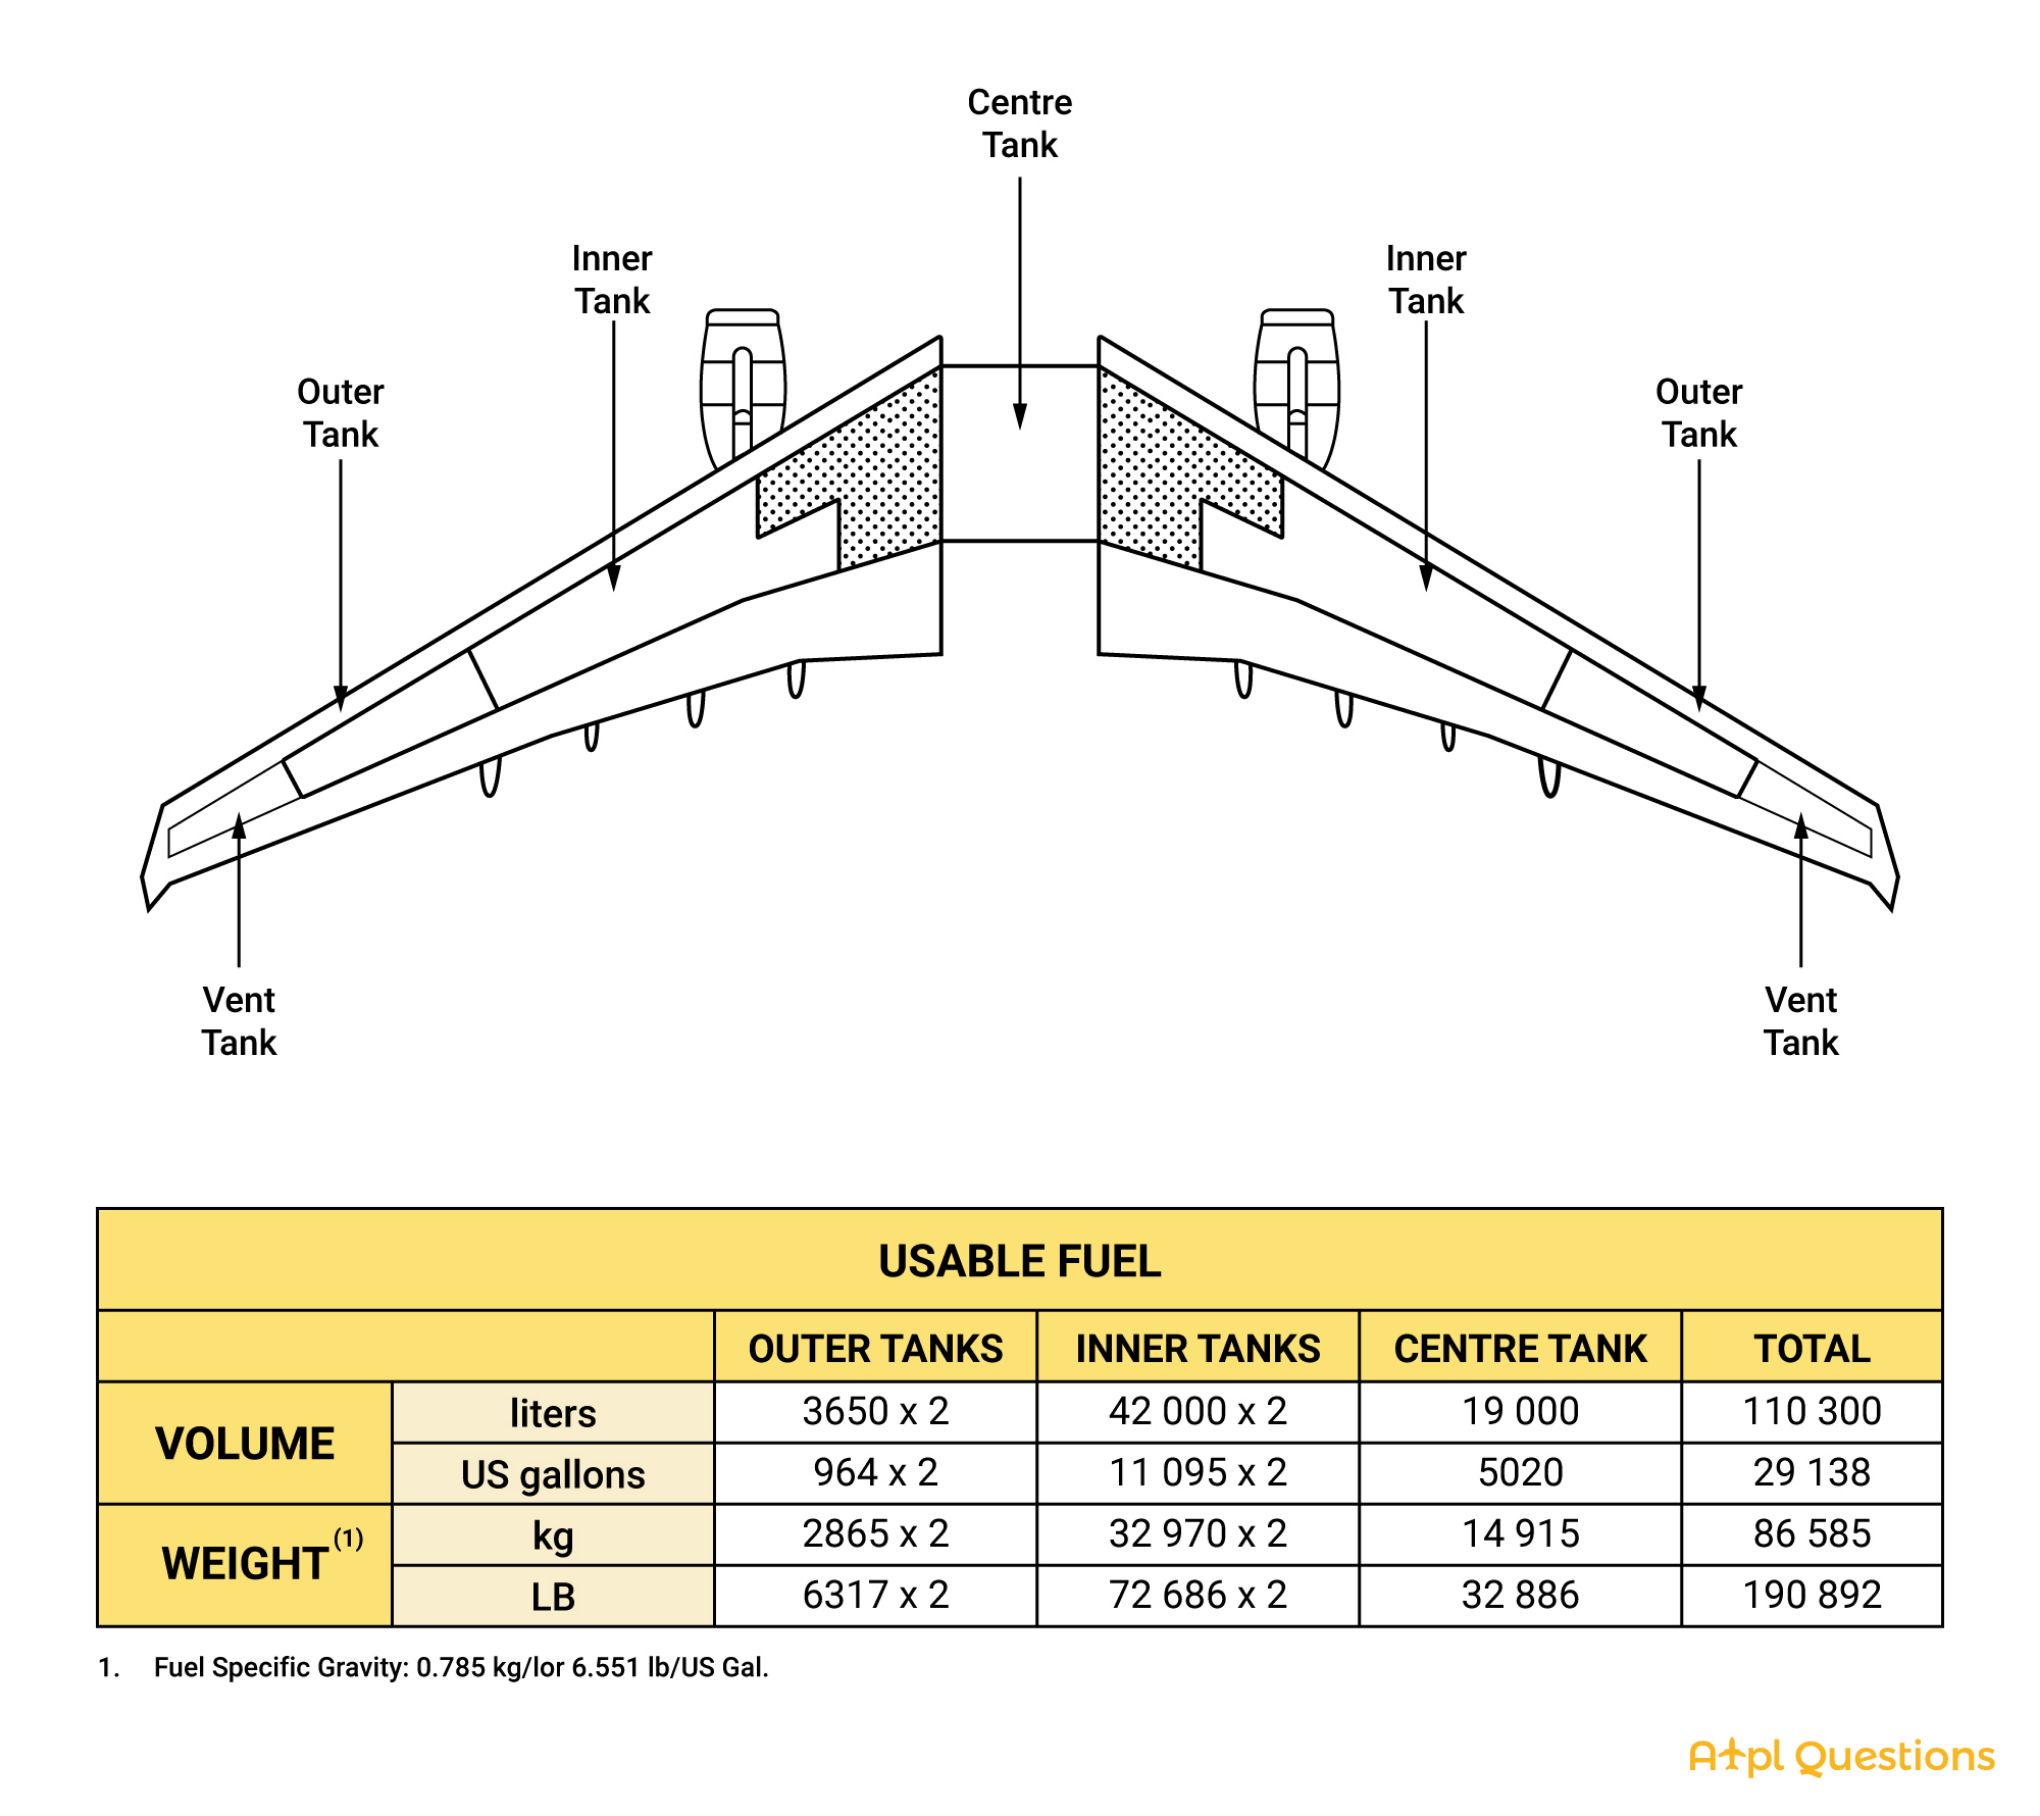 Centre
Tank
Inner
Tank
Inner
Tank
Outer
Tank
Outer
Tank
Vent
Tank
Vent
Tank
USABLE FUEL
OUTER TANKS INNER TANKS CENTRE TANK TOTAL
VOLUME
liters 3650 x 2 42 000 x 2 19 000 110 300
US gallons 964 x 2 11 095 x 2 5020 29 138
WEIGHT (1)
kg 2865 x 2 32 970 x 2 14 915 86 585
LB 6317 x 2 72 686 x 2 32 886 190 892
1. Fuel Specific Gravity: 0.785 kg/lor 6.551 lb/US Gal.
Atpl Questions